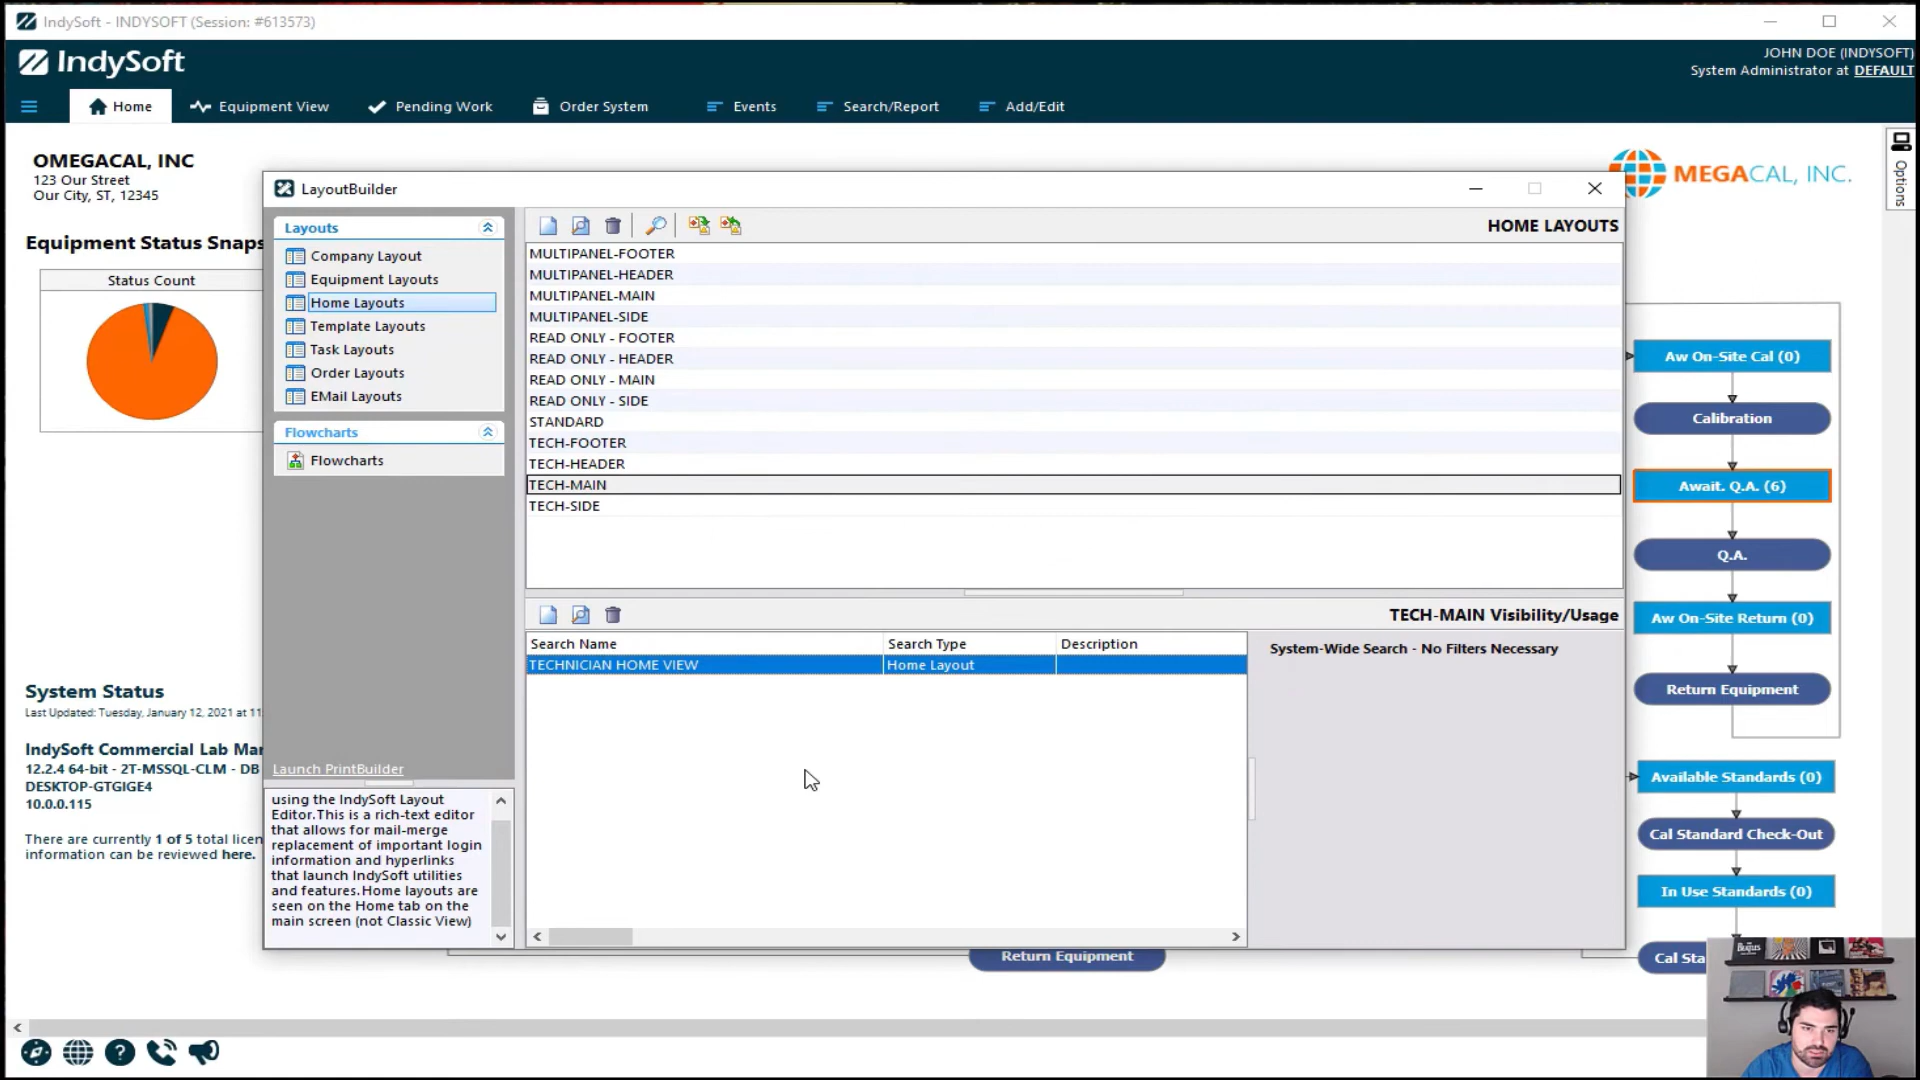 IndySoft - INDYSOFT (Session: #613573)
IndySoft
JOHN DOE (INDYSOFT)
System Administrator at DEFAULT
Home
Equipment View
Pending Work
Order System
Events
Search/Report
Add/Edit
OMEGACAL, INC
123 Our Street
Our City, ST, 12345
MEGACAL, INC.
Options
Equipment Status Snaps
Status Count
System Status
Last Updated: Tuesday, January 12, 2021 at 11
IndySoft Commercial Lab Mar
12.2.4 64-bit - 2T-MSSQL-CLM - DB
DESKTOP-GTGIGE4
10.0.0.115
There are currently 1 of 5 total licen
information can be reviewed here.
LayoutBuilder
Layouts
Company Layout
Equipment Layouts
Home Layouts
Template Layouts
Task Layouts
Order Layouts
EMail Layouts
Flowcharts
Flowcharts
Launch PrintBuilder
using the IndySoft Layout
Editor.This is a rich-text editor
that allows for mail-merge
replacement of important login
information and hyperlinks
that launch IndySoft utilities
and features.Home layouts are
seen on the Home tab on the
main screen (not Classic View)
HOME LAYOUTS
MULTIPANEL-FOOTER
MULTIPANEL-HEADER
MULTIPANEL-MAIN
MULTIPANEL-SIDE
READ ONLY - FOOTER
READ ONLY - HEADER
READ ONLY - MAIN
READ ONLY - SIDE
STANDARD
TECH-FOOTER
TECH-HEADER
TECH-MAIN
TECH-SIDE
TECH-MAIN Visibility/Usage
Search Name Search Type Description
TECHNICIAN HOME VIEW Home Layout
System-Wide Search - No Filters Necessary
Aw On-Site Cal (0)
Calibration
Await. Q.A. (6)
Q.A.
Aw On-Site Return (0)
Return Equipment
Available Standards (0)
Cal Standard Check-Out
In Use Standards (0)
Cal Sta
Return Equipment